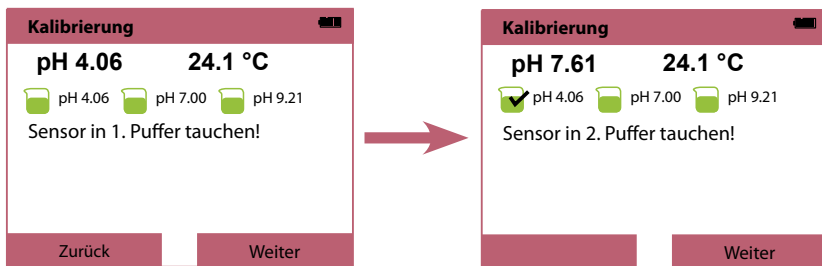 Kalibrierung
pH 4.06 24.1 °C
pH 4.06 pH 7.00 pH 9.21
Sensor in 1. Puffer tauchen!
Zurück Weiter
Kalibrierung
pH 7.61 24.1 °C
pH 4.06 pH 7.00 pH 9.21
Sensor in 2. Puffer tauchen!
Weiter